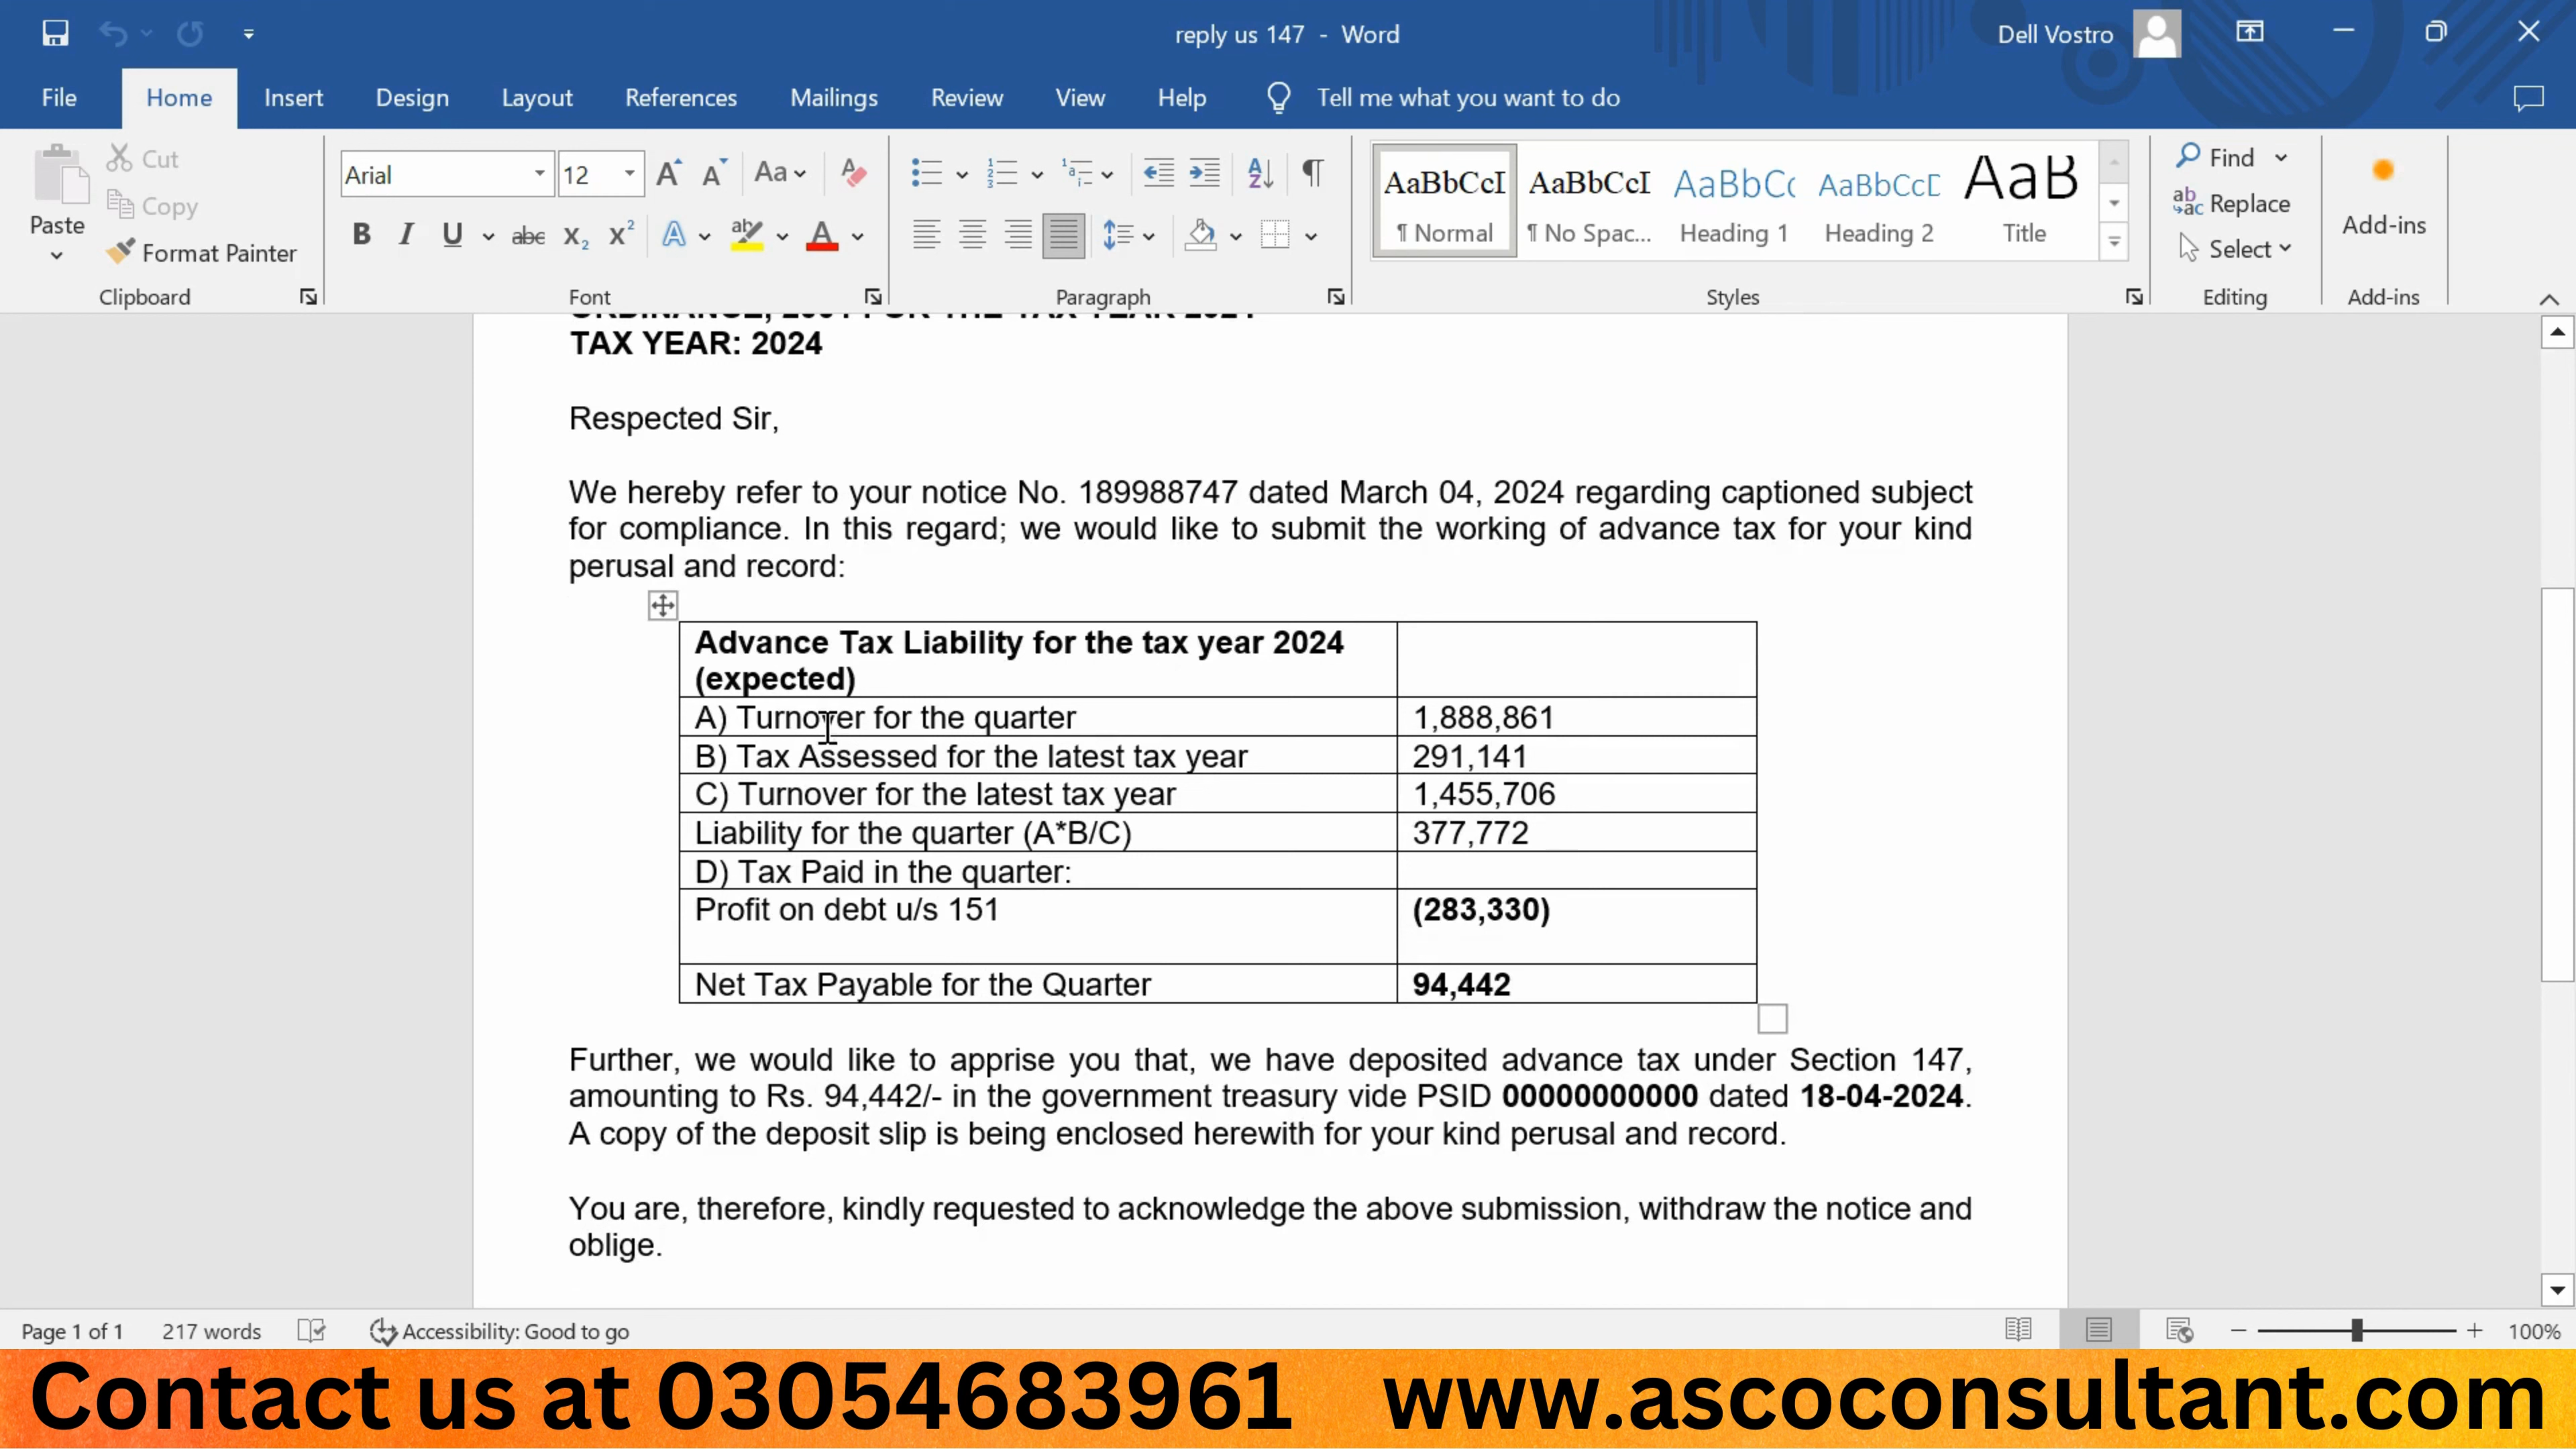 reply us 147 - Word
Dell Vostro
File Home Insert Design Layout References Mailings Review View Help Tell me what you want to do
Paste
Cut
Copy
Format Painter
Clipboard
Arial 12
Font
Paragraph
AaBbCcI AaBbCcI AaBbCc AaBbCcD AaB
¶ Normal ¶ No Spac... Heading 1 Heading 2 Title
Styles
Find
Replace
Select
Editing
Add-ins
Add-ins
ORDINANCE, 2001 FOR THE TAX YEAR 2024
TAX YEAR: 2024
Respected Sir,
We hereby refer to your notice No. 189988747 dated March 04, 2024 regarding captioned subject
for compliance. In this regard; we would like to submit the working of advance tax for your kind
perusal and record:
Advance Tax Liability for the tax year 2024
(expected)
A) Turnover for the quarter 1,888,861
B) Tax Assessed for the latest tax year 291,141
C) Turnover for the latest tax year 1,455,706
Liability for the quarter (A*B/C) 377,772
D) Tax Paid in the quarter:
Profit on debt u/s 151 (283,330)
Net Tax Payable for the Quarter 94,442
Further, we would like to apprise you that, we have deposited advance tax under Section 147,
amounting to Rs. 94,442/- in the government treasury vide PSID 00000000000 dated 18-04-2024.
A copy of the deposit slip is being enclosed herewith for your kind perusal and record.
You are, therefore, kindly requested to acknowledge the above submission, withdraw the notice and
oblige.
Page 1 of 1 217 words Accessibility: Good to go 100%
Contact us at 03054683961 www.ascoconsultant.com